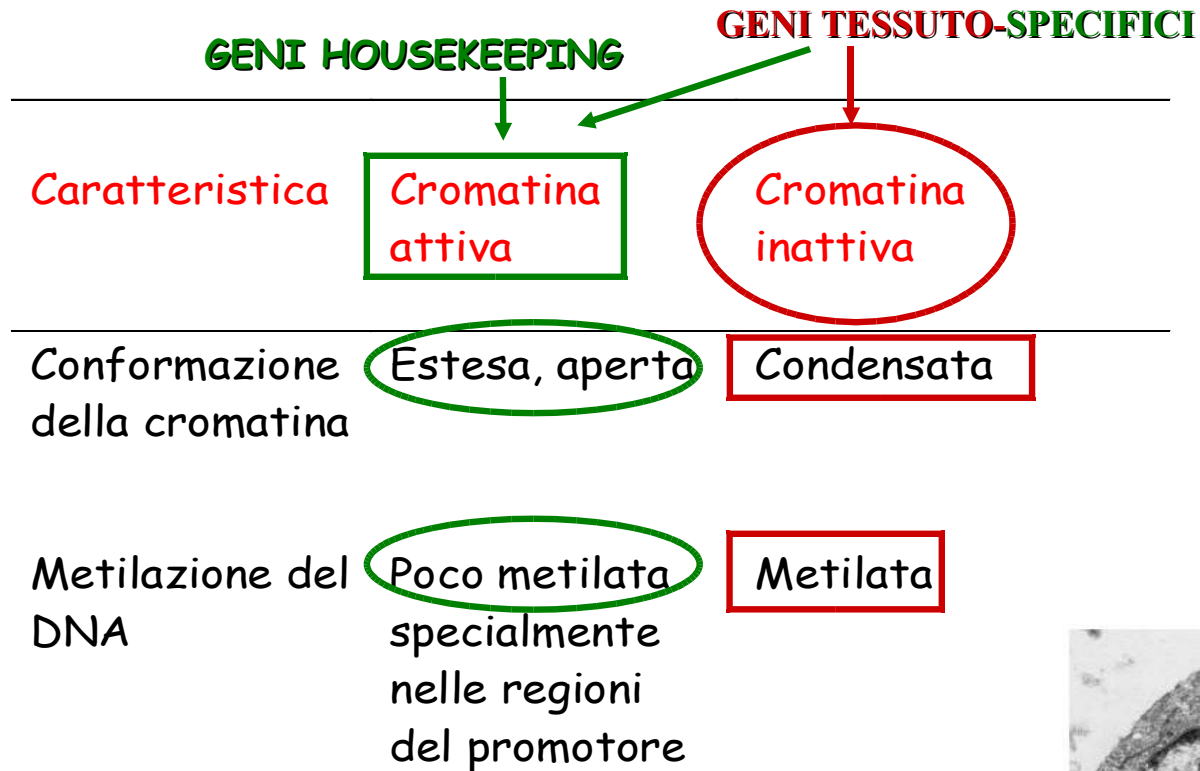 GENI HOUSEKEEPING
GENI TESSUTO-SPECIFICI
Caratteristica
Cromatina
attiva
Cromatina
inattiva
Conformazione
della cromatina
Estesa, aperta
Condensata
Metilazione del
DNA
Poco metilata
specialmente
nelle regioni
del promotore
Metilata